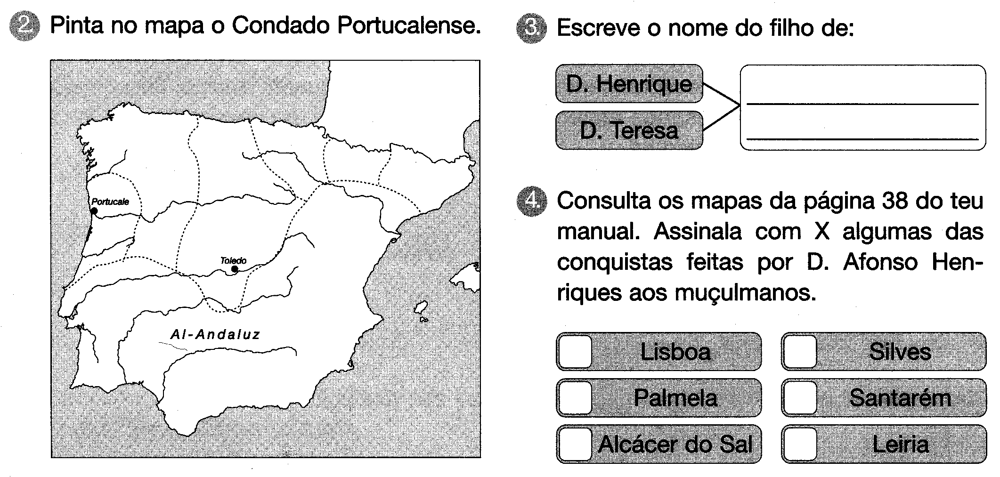 2. Pinta no mapa o Condado Portucalense.
Portucale
Toledo
Al-Andaluz
3. Escreve o nome do filho de:
D. Henrique
D. Teresa
4. Consulta os mapas da página 38 do teu
manual. Assinala com X algumas das
conquistas feitas por D. Afonso Hen-
riques aos muçulmanos.
Lisboa
Silves
Palmela
Santarém
Alcácer do Sal
Leiria